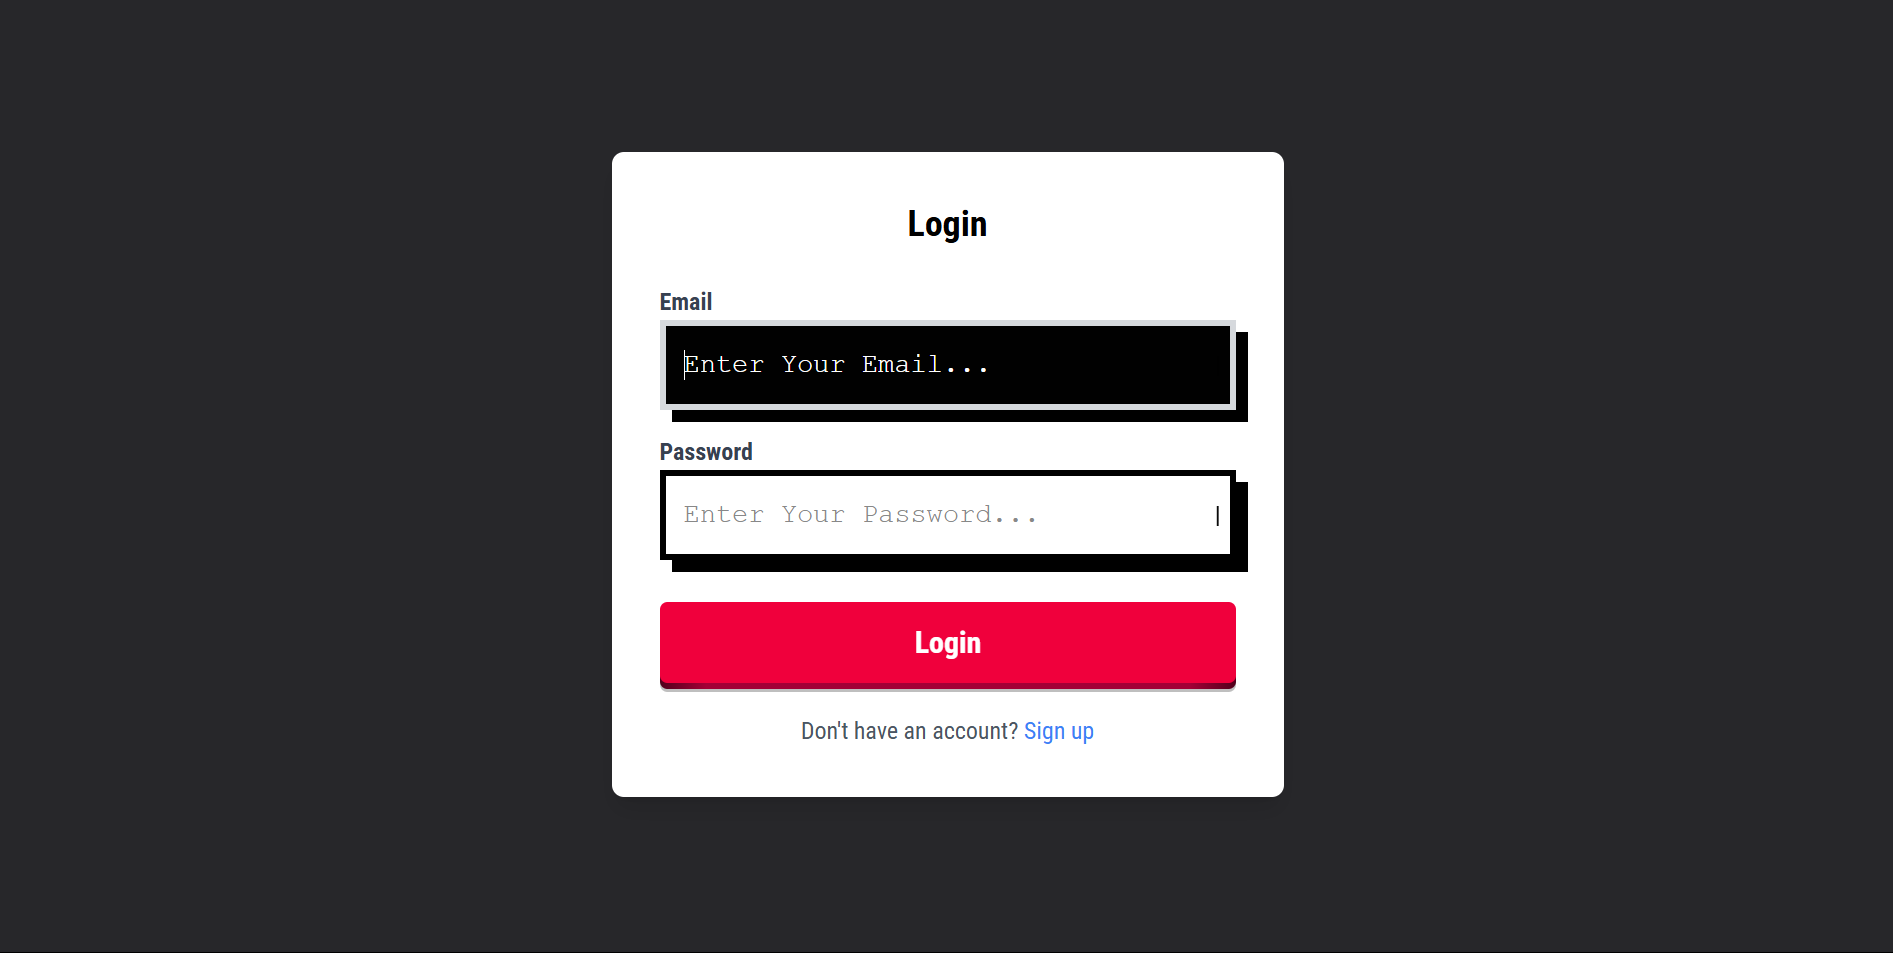 Login
Email
Enter Your Email...
Password
Enter Your Password...
Login
Don't have an account? Sign up